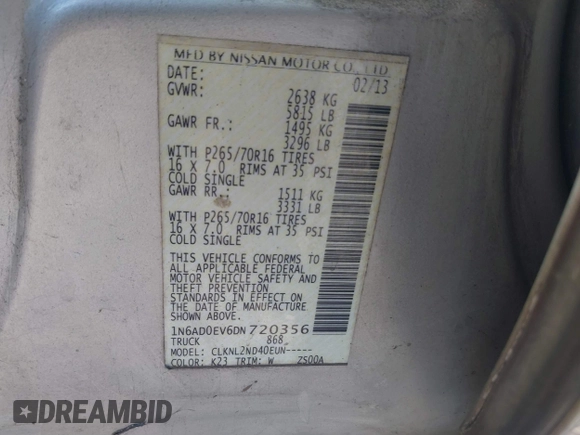 MFD BY NISSAN MOTOR CO., LTD.
DATE: 02/13
GVWR: 2638 KG
5815 LB
GAWR FR.: 1495 KG
3296 LB
WITH P265/70R16 TIRES
16 X 7.0 RIMS AT 35 PSI
COLD SINGLE
GAWR RR.: 1511 KG
3331 LB
WITH P265/70R16 TIRES
16 X 7.0 RIMS AT 35 PSI
COLD SINGLE
THIS VEHICLE CONFORMS TO
ALL APPLICABLE FEDERAL
MOTOR VEHICLE SAFETY AND
THEFT PREVENTION
STANDARDS IN EFFECT ON
THE DATE OF MANUFACTURE
SHOWN ABOVE.
1N6AD0EV6DN720356
TRUCK 868
MODEL: CLKNL2ND40EUN-----
COLOR: K23 TRIM: W ZS00A
DREAMBID